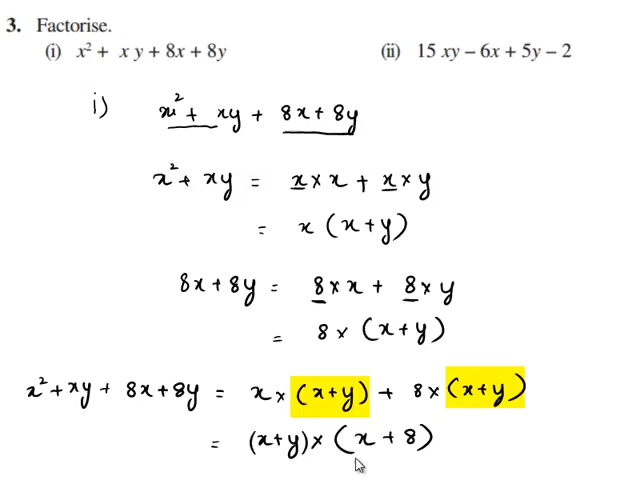 3. Factorise.
(i) x² + x y + 8x + 8y (ii) 15 xy − 6x + 5y − 2
i) x² + xy + 8x + 8y
x² + xy = x × x + x × y
= x (x + y)
8x + 8y = 8 × x + 8 × y
= 8 × (x + y)
x² + xy + 8x + 8y = x × (x + y) + 8 × (x + y)
= (x + y) × (x + 8)